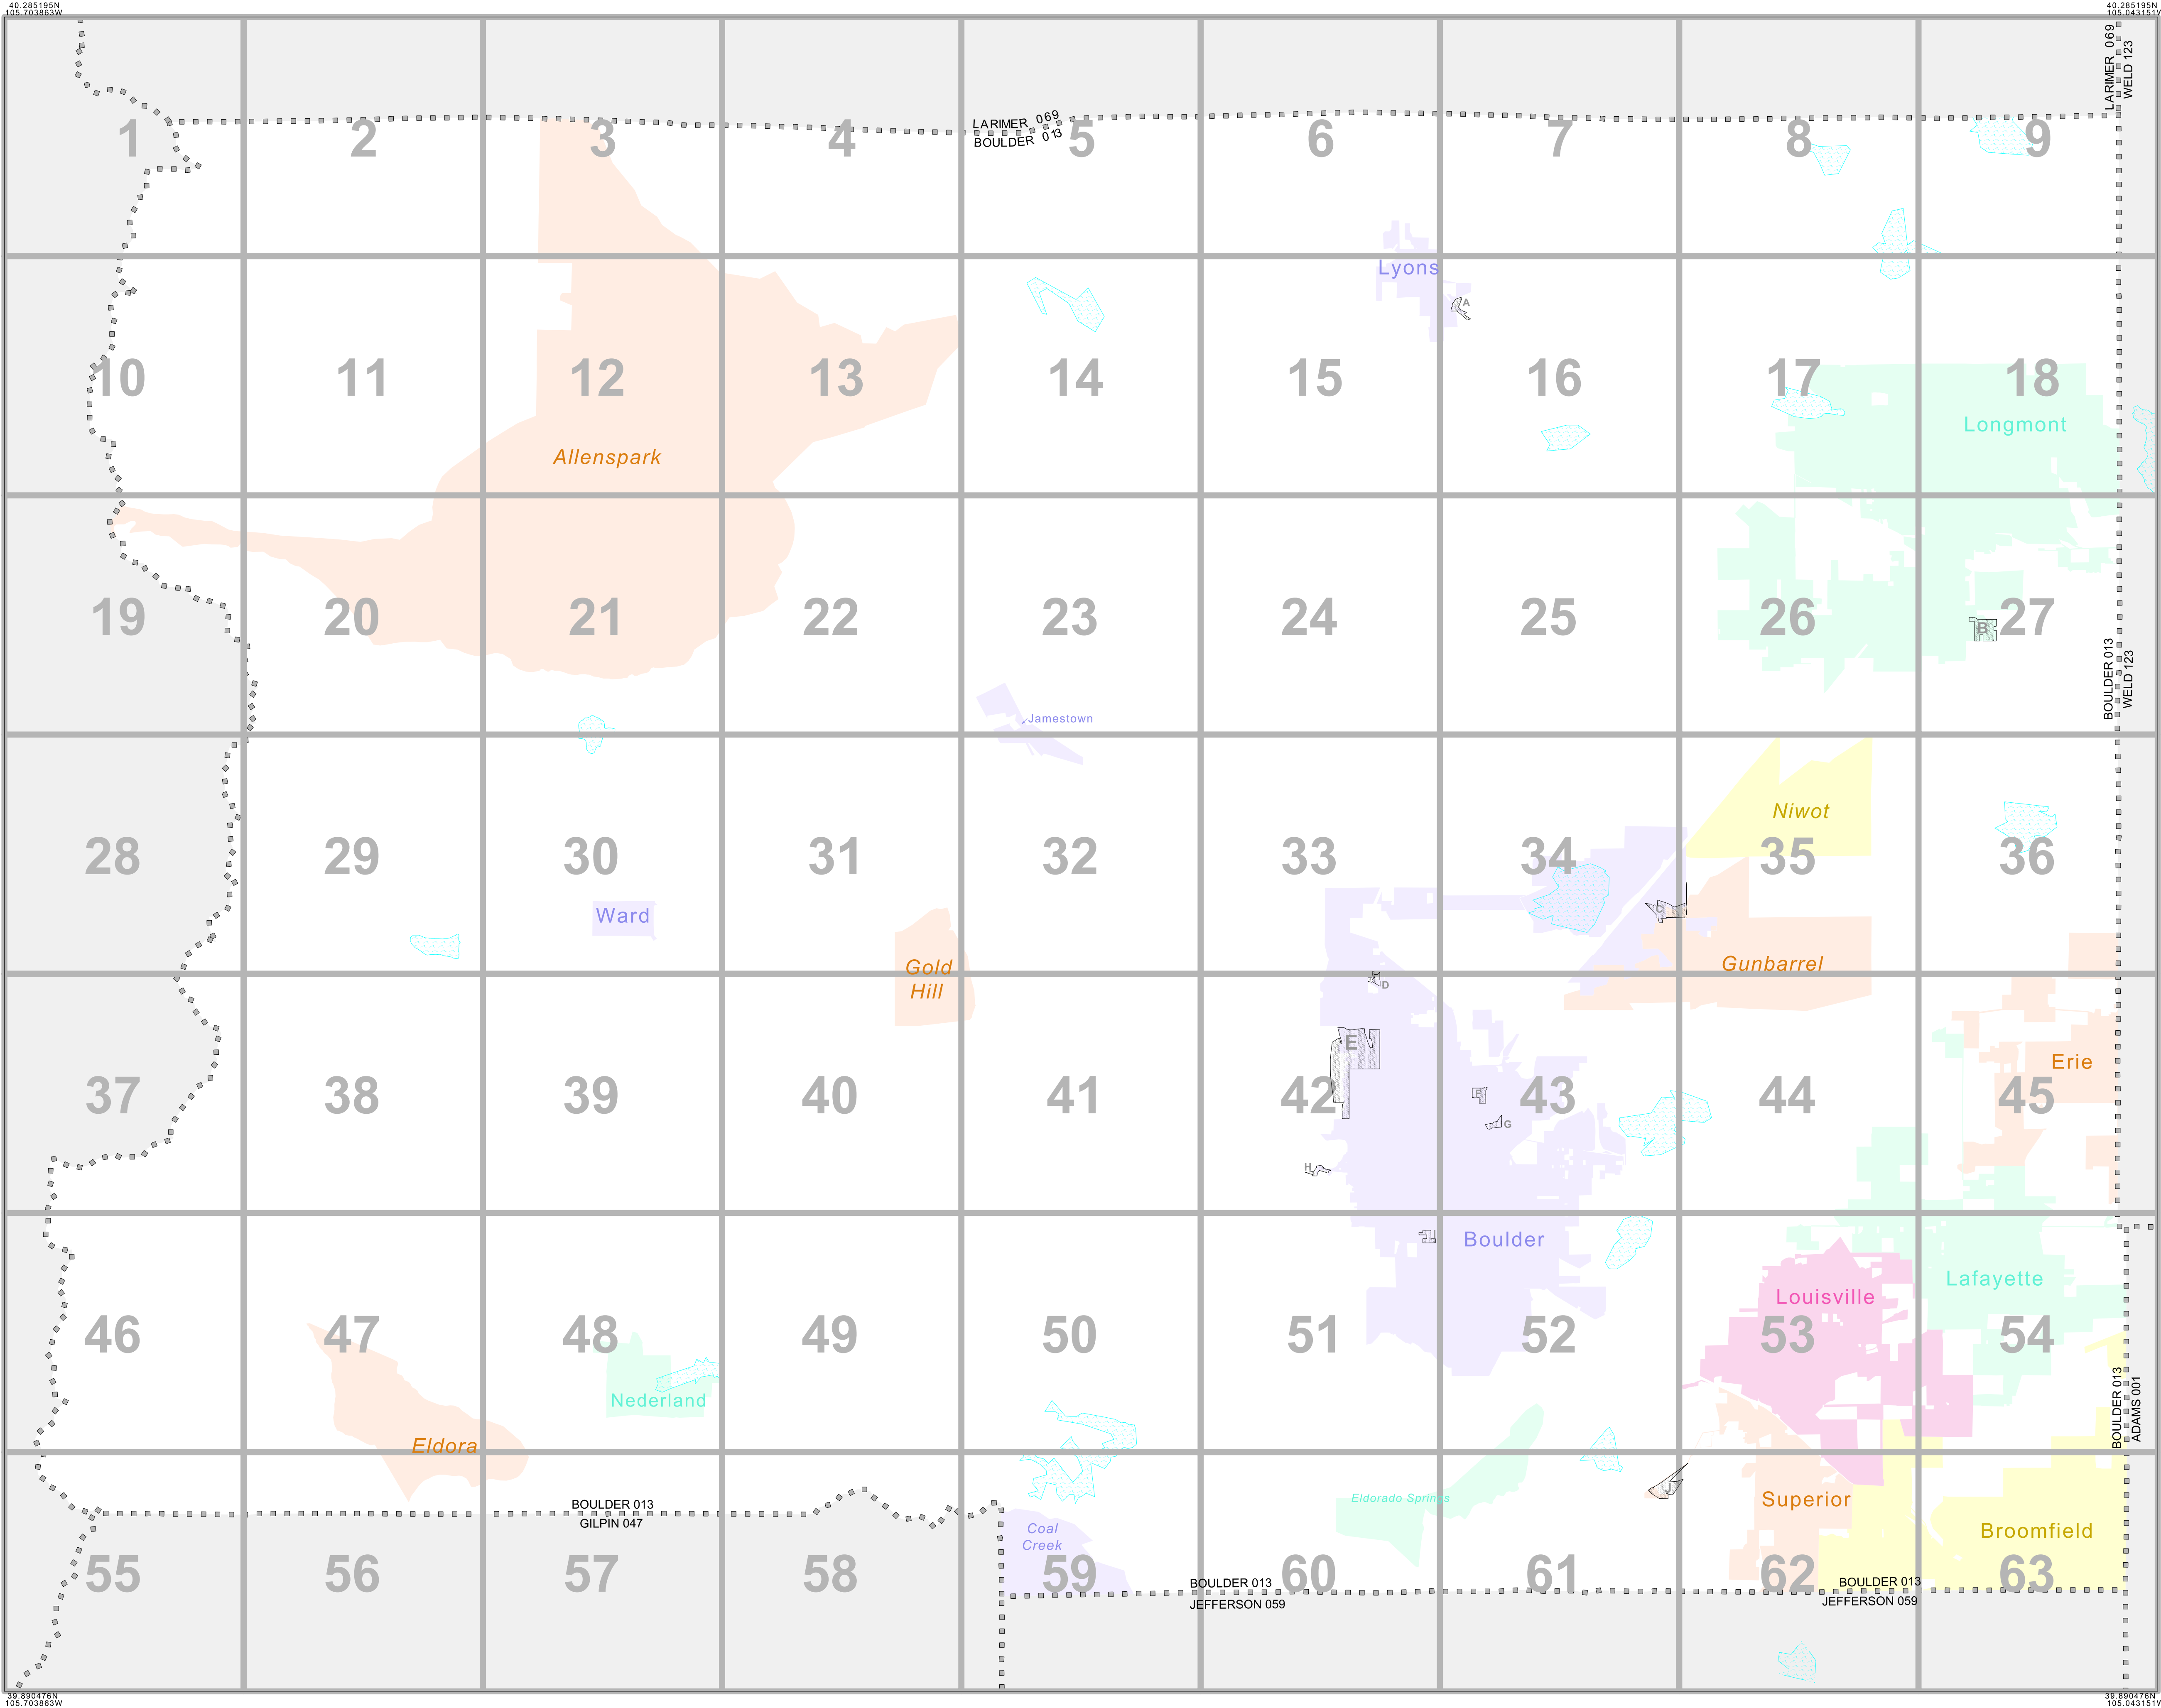 40.285195N
105.703863W
40.285195N
105.043151W
LARIMER 069
WELD 123
LARIMER 069
BOULDER 013
1 2 3 4 5 6 7 8 9
Lyons
A
10 11 12 13 14 15 16 17 18
Longmont
Allenspark
19 20 21 22 23 24 25 26 27
B
BOULDER 013
WELD 123
Jamestown
Niwot
28 29 30 31 32 33 34 35 36
C
Ward
Gold
Hill
Gunbarrel
D
E
Erie
37 38 39 40 41 42 43 44 45
F
G
H
Boulder
Lafayette
Louisville
46 47 48 49 50 51 52 53 54
Nederland
BOULDER 013
ADAMS 001
Eldora
J
Eldorado Springs
Superior
BOULDER 013
GILPIN 047
Coal
Creek
Broomfield
55 56 57 58 59 60 61 62 63
BOULDER 013
JEFFERSON 059
BOULDER 013
JEFFERSON 059
39.890476N
105.703863W
39.890476N
105.043151W